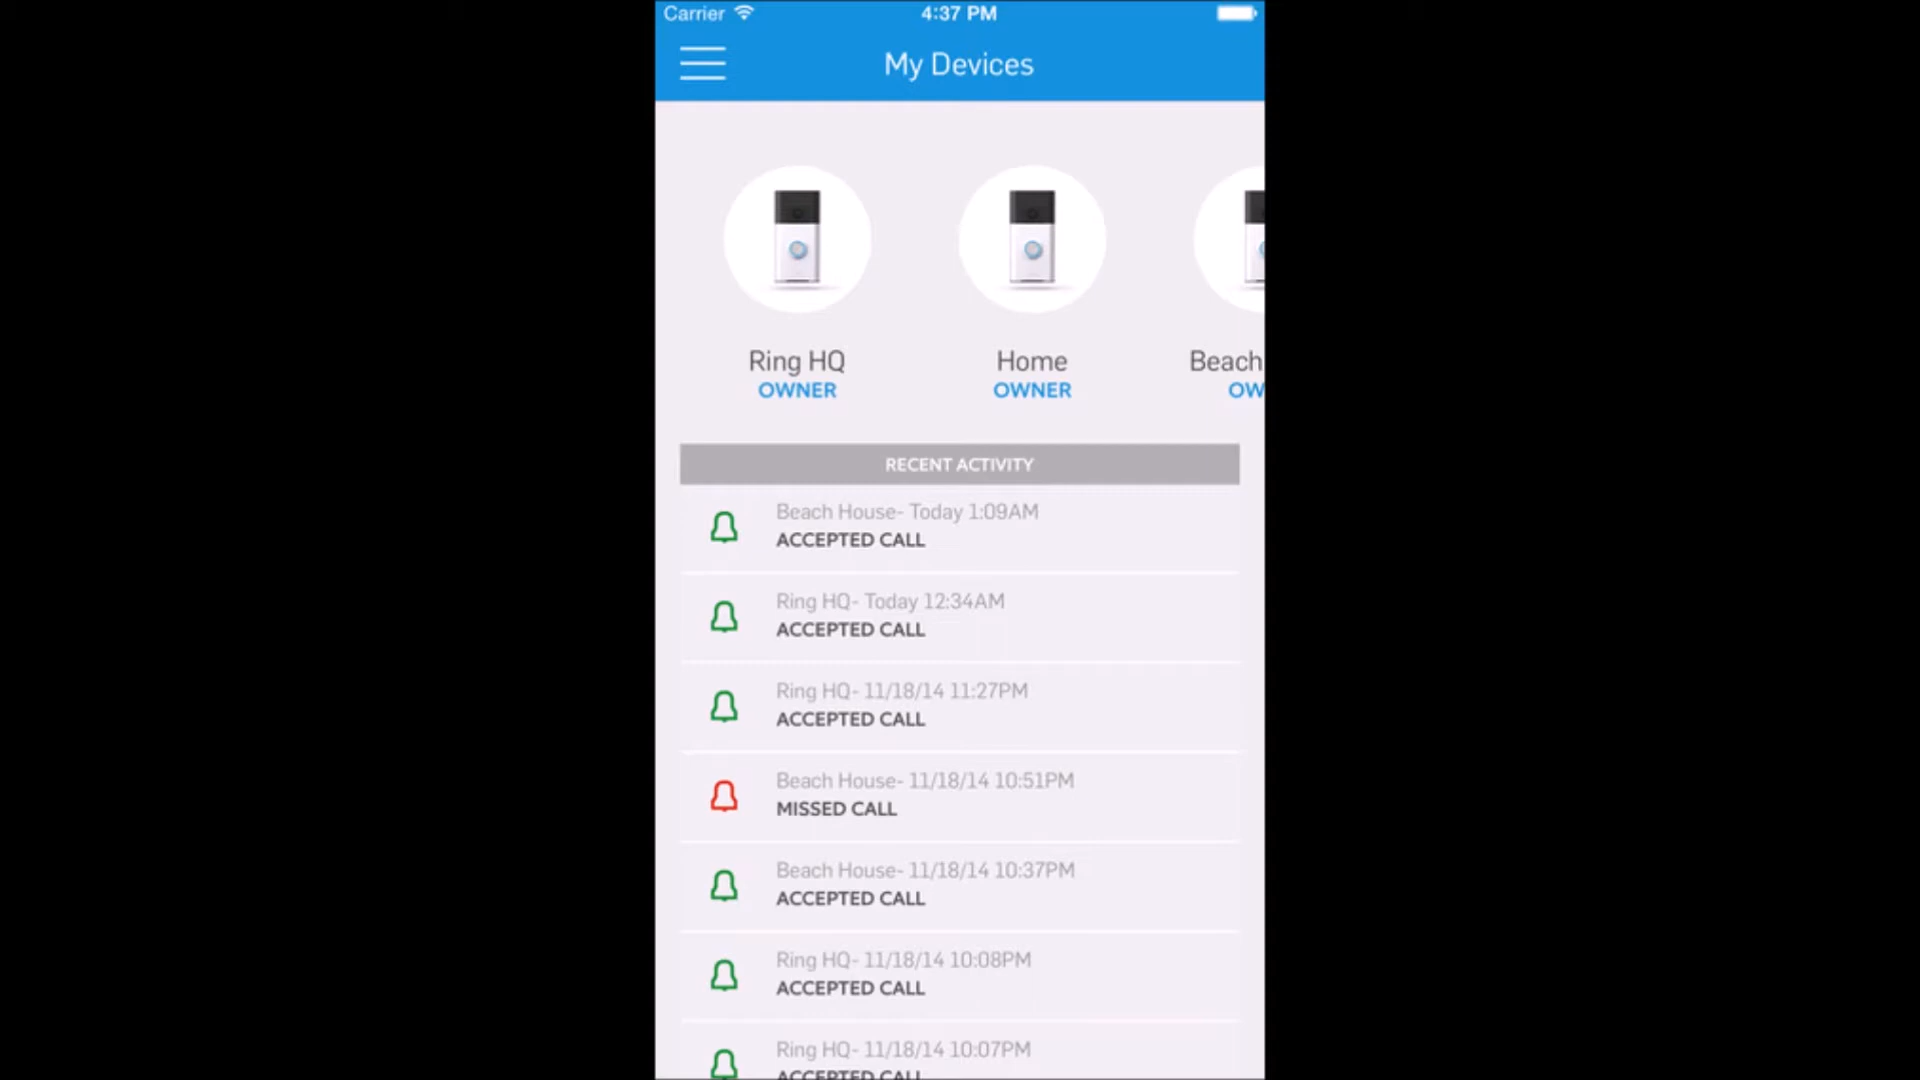 Carrier 4:37 PM
My Devices
Ring HQ Home Beach
OWNER OWNER OW
RECENT ACTIVITY
Beach House- Today 1:09AM
ACCEPTED CALL
Ring HQ- Today 12:34AM
ACCEPTED CALL
Ring HQ- 11/18/14 11:27PM
ACCEPTED CALL
Beach House- 11/18/14 10:51PM
MISSED CALL
Beach House- 11/18/14 10:37PM
ACCEPTED CALL
Ring HQ- 11/18/14 10:08PM
ACCEPTED CALL
Ring HQ- 11/18/14 10:07PM
ACCEPTED CALL